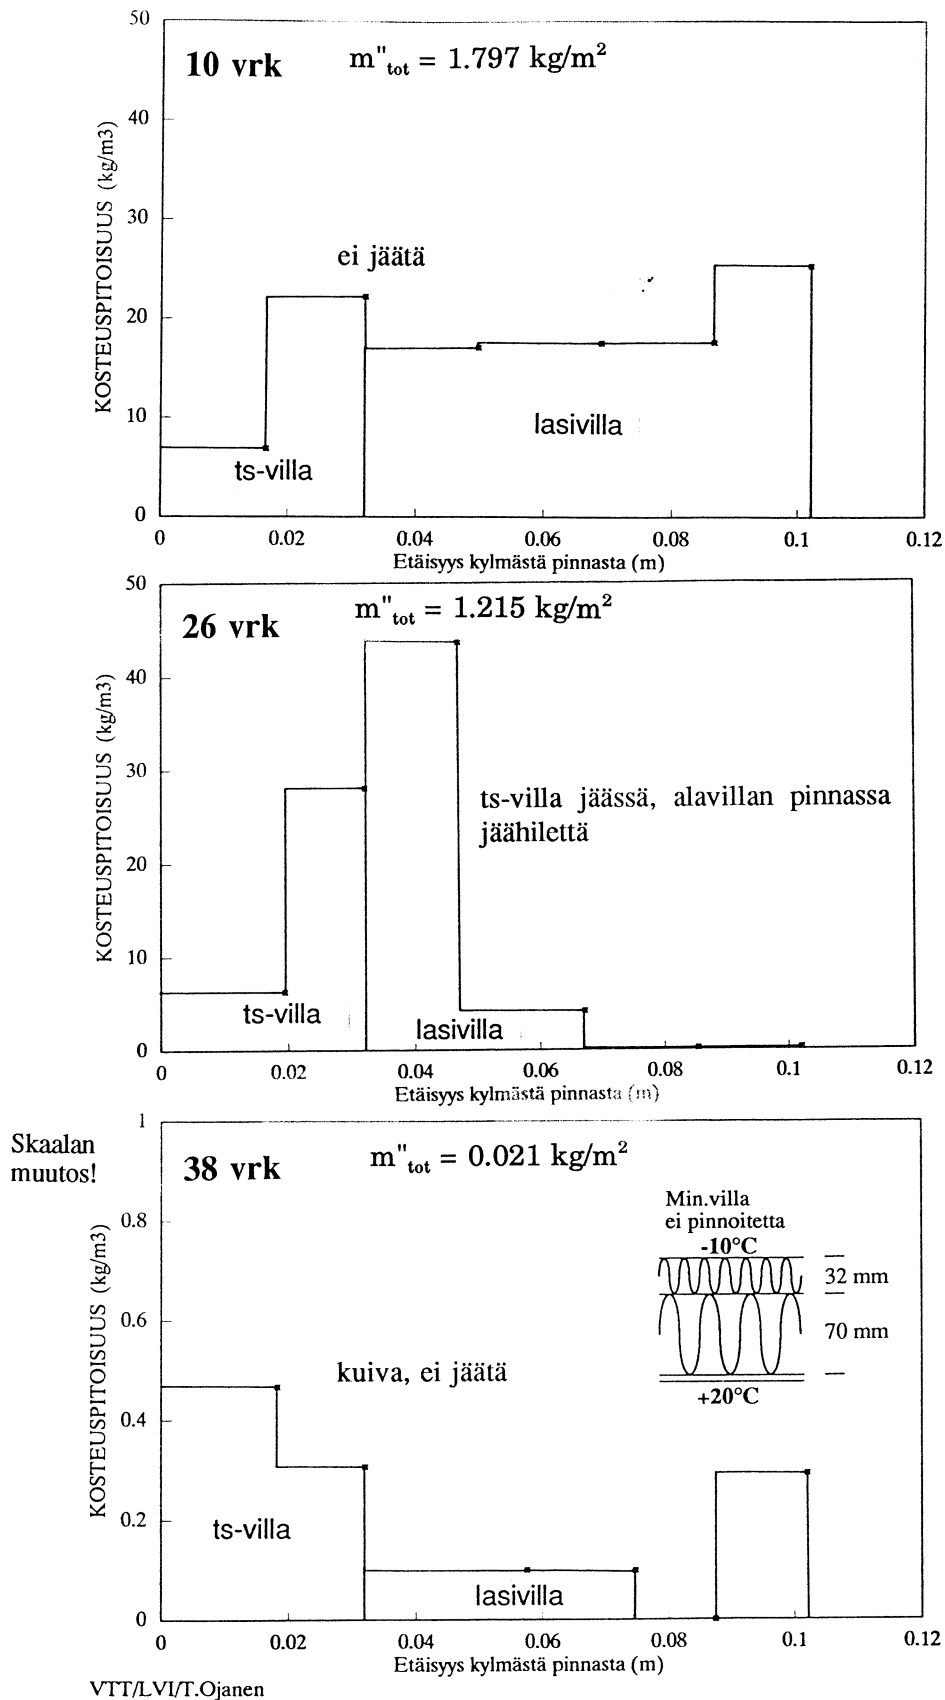 10 vrk
m"tot = 1.797 kg/m2
KOSTEUSPITOISUUS (kg/m3)
50
40
30
20
10
0
ei jäätä
ts-villa
lasivilla
0 0.02 0.04 0.06 0.08 0.1 0.12
Etäisyys kylmästä pinnasta (m)
26 vrk
m"tot = 1.215 kg/m2
KOSTEUSPITOISUUS (kg/m3)
50
40
30
20
10
0
ts-villa jäässä, alavillan pinnassa
jäähilettä
ts-villa
lasivilla
0 0.02 0.04 0.06 0.08 0.1 0.12
Etäisyys kylmästä pinnasta (m)
Skaalan
muutos!
38 vrk
m"tot = 0.021 kg/m2
KOSTEUSPITOISUUS (kg/m3)
1
0.8
0.6
0.4
0.2
0
Min.villa
ei pinnoitetta
-10°C
32 mm
70 mm
+20°C
kuiva, ei jäätä
ts-villa
lasivilla
0 0.02 0.04 0.06 0.08 0.1 0.12
Etäisyys kylmästä pinnasta (m)
VTT/LVI/T.Ojanen